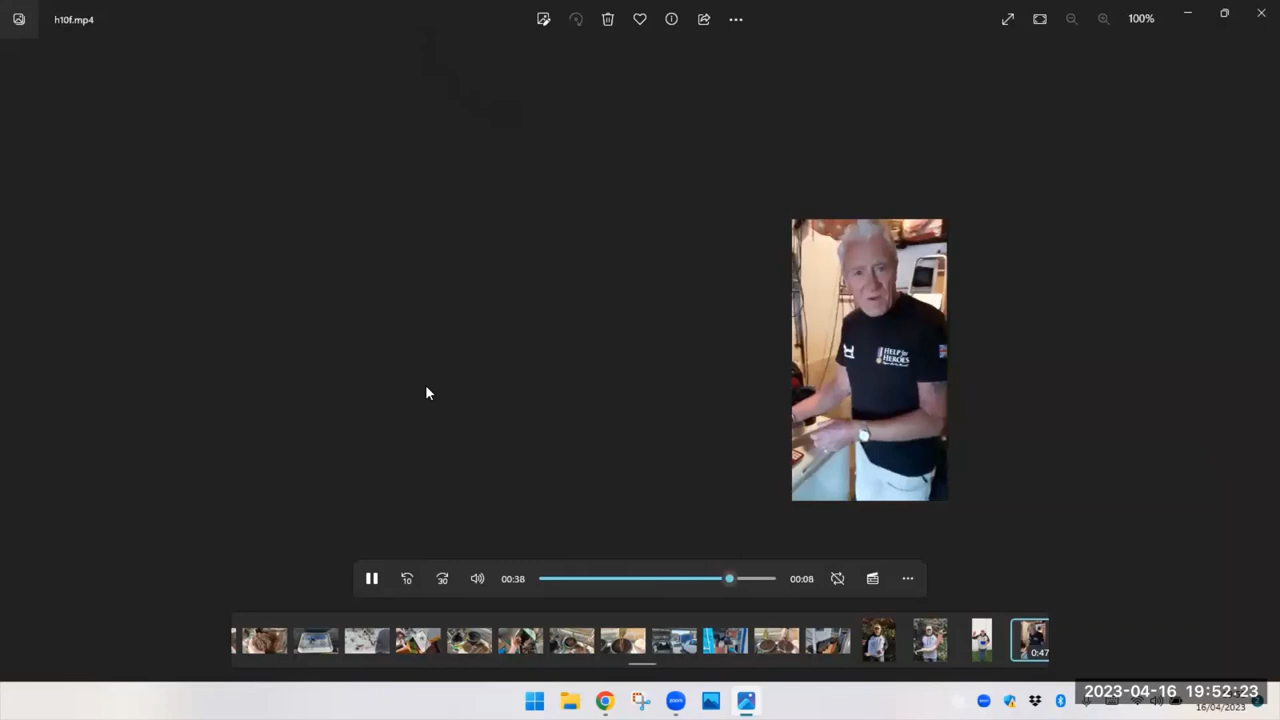 h10f.mp4
100%
HELP for
HEROES
00:38
00:08
0:47
zoom
2023-04-16 19:52:23
16/04/2023